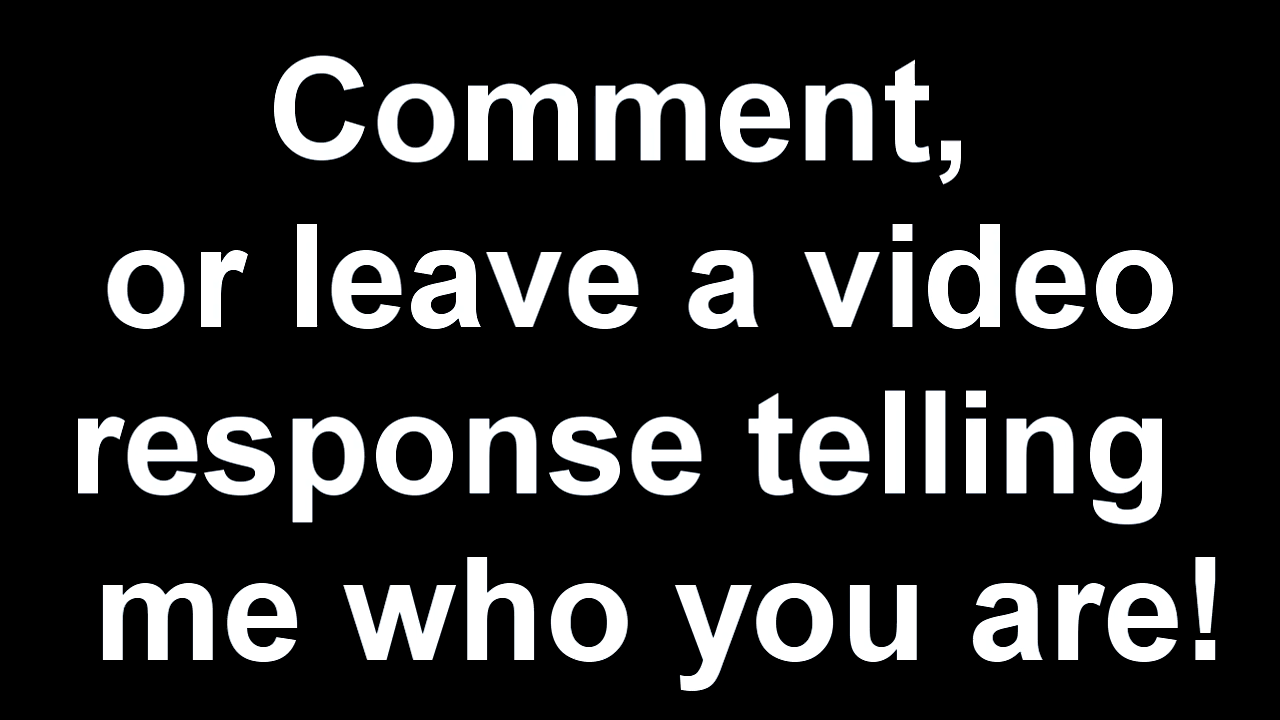 Comment,
or leave a video
response telling
me who you are!